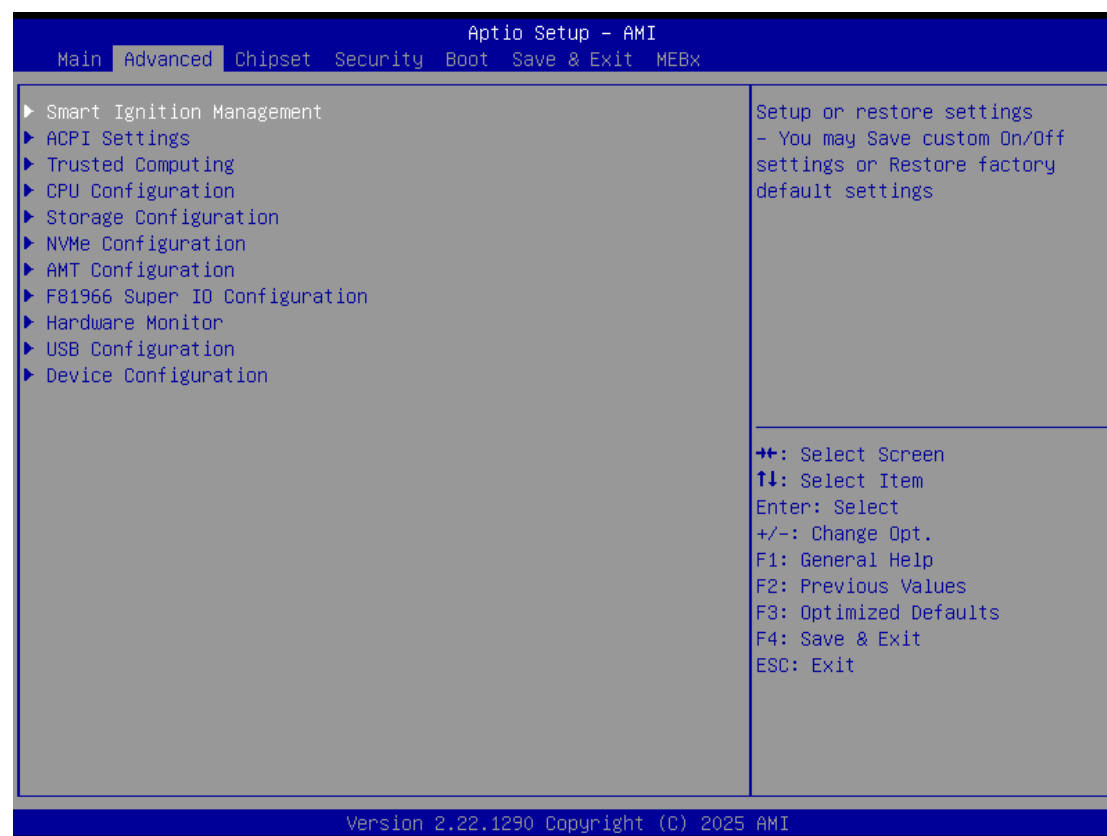 Aptio Setup – AMI
Main Advanced Chipset Security Boot Save & Exit MEBx
▶ Smart Ignition Management
▶ ACPI Settings
▶ Trusted Computing
▶ CPU Configuration
▶ Storage Configuration
▶ NVMe Configuration
▶ AMT Configuration
▶ F81966 Super IO Configuration
▶ Hardware Monitor
▶ USB Configuration
▶ Device Configuration
Setup or restore settings
– You may Save custom On/Off
settings or Restore factory
default settings
→←: Select Screen
↑↓: Select Item
Enter: Select
+/–: Change Opt.
F1: General Help
F2: Previous Values
F3: Optimized Defaults
F4: Save & Exit
ESC: Exit
Version 2.22.1290 Copyright (C) 2025 AMI